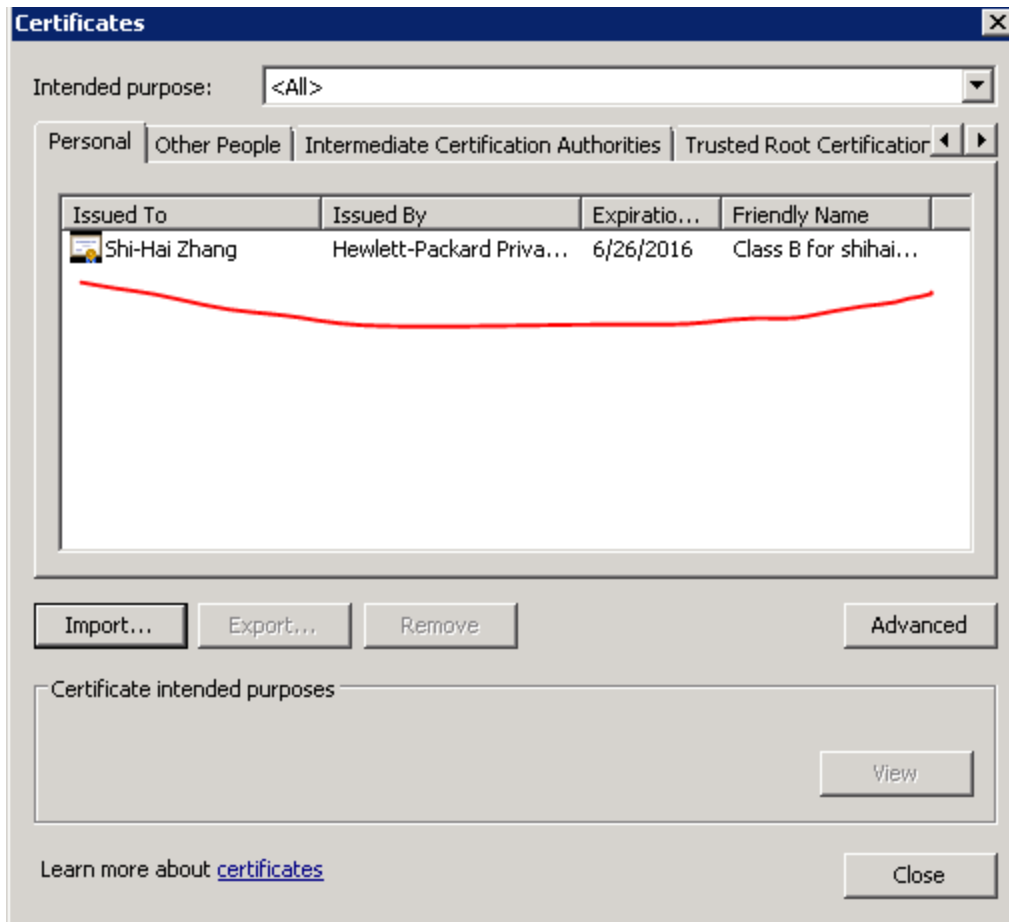 Certificates
Intended purpose: <All>
Personal Other People Intermediate Certification Authorities Trusted Root Certification
Issued To Issued By Expiratio... Friendly Name
Shi-Hai Zhang Hewlett-Packard Priva... 6/26/2016 Class B for shihai...
Import... Export... Remove Advanced
Certificate intended purposes
View
Learn more about certificates
Close